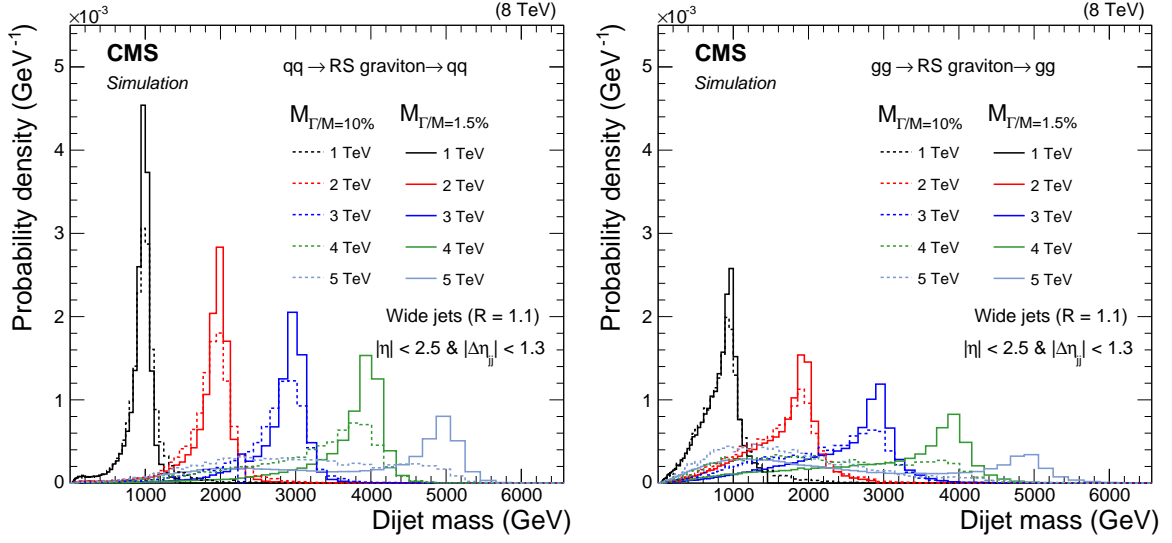 ×10⁻³
(8 TeV)
CMS
Simulation
qq → RS graviton→ qq
M_Γ/M=10% M_Γ/M=1.5%
1 TeV 1 TeV
2 TeV 2 TeV
3 TeV 3 TeV
4 TeV 4 TeV
5 TeV 5 TeV
Wide jets (R = 1.1)
|η| < 2.5 & |Δη_jj| < 1.3
Probability density (GeV⁻¹)
5
4
3
2
1
0
1000 2000 3000 4000 5000 6000
Dijet mass (GeV)
×10⁻³
(8 TeV)
CMS
Simulation
gg → RS graviton→ gg
M_Γ/M=10% M_Γ/M=1.5%
1 TeV 1 TeV
2 TeV 2 TeV
3 TeV 3 TeV
4 TeV 4 TeV
5 TeV 5 TeV
Wide jets (R = 1.1)
|η| < 2.5 & |Δη_jj| < 1.3
Probability density (GeV⁻¹)
5
4
3
2
1
0
1000 2000 3000 4000 5000 6000
Dijet mass (GeV)